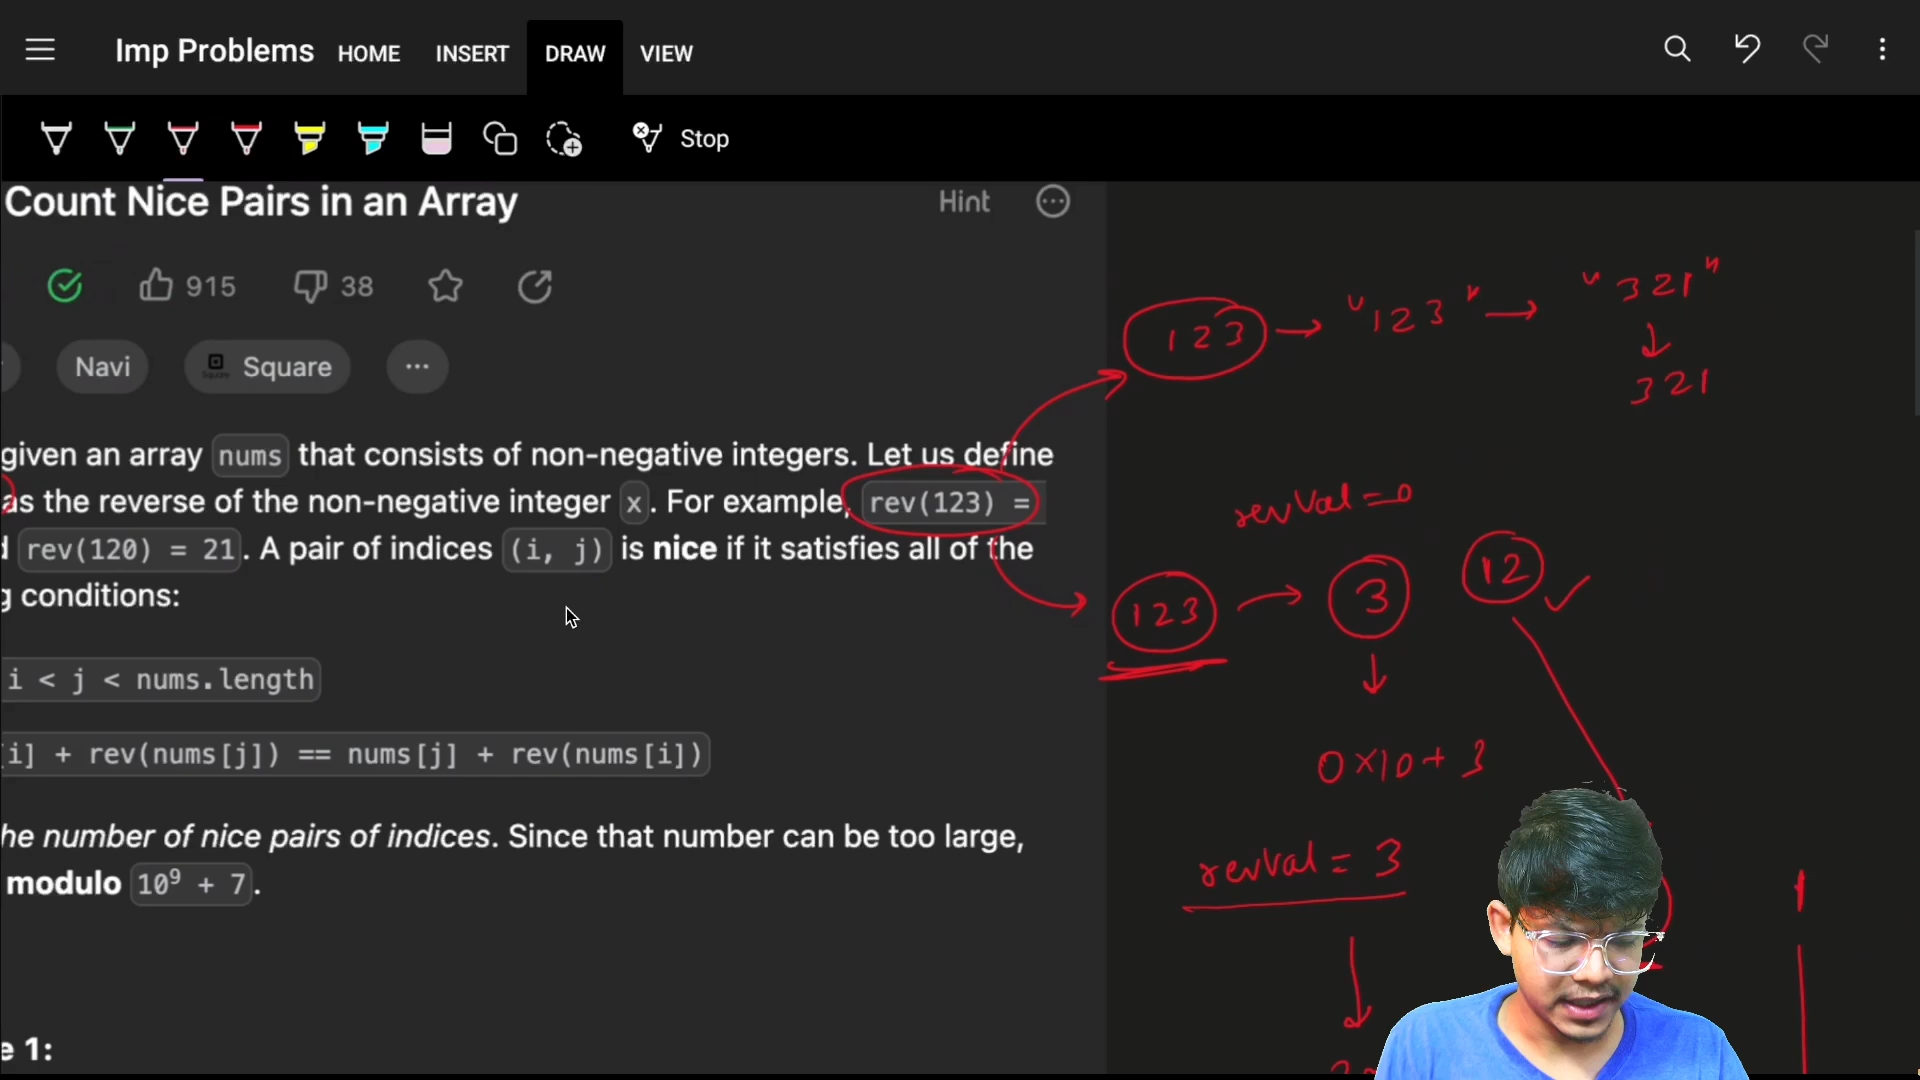 Imp Problems HOME INSERT DRAW VIEW
Stop
Count Nice Pairs in an Array Hint
915 38
Navi Square
given an array nums that consists of non-negative integers. Let us define
as the reverse of the non-negative integer x. For example, rev(123) =
rev(120) = 21. A pair of indices (i, j) is nice if it satisfies all of the
g conditions:
i < j < nums.length
[i] + rev(nums[j]) == nums[j] + rev(nums[i])
he number of nice pairs of indices. Since that number can be too large,
modulo 10⁹ + 7.
e 1:
123 → "123" → "321"
↓
321
revVal = 0
123 → 3 12 ✓
↓
0×10+3
revVal = 3
↓